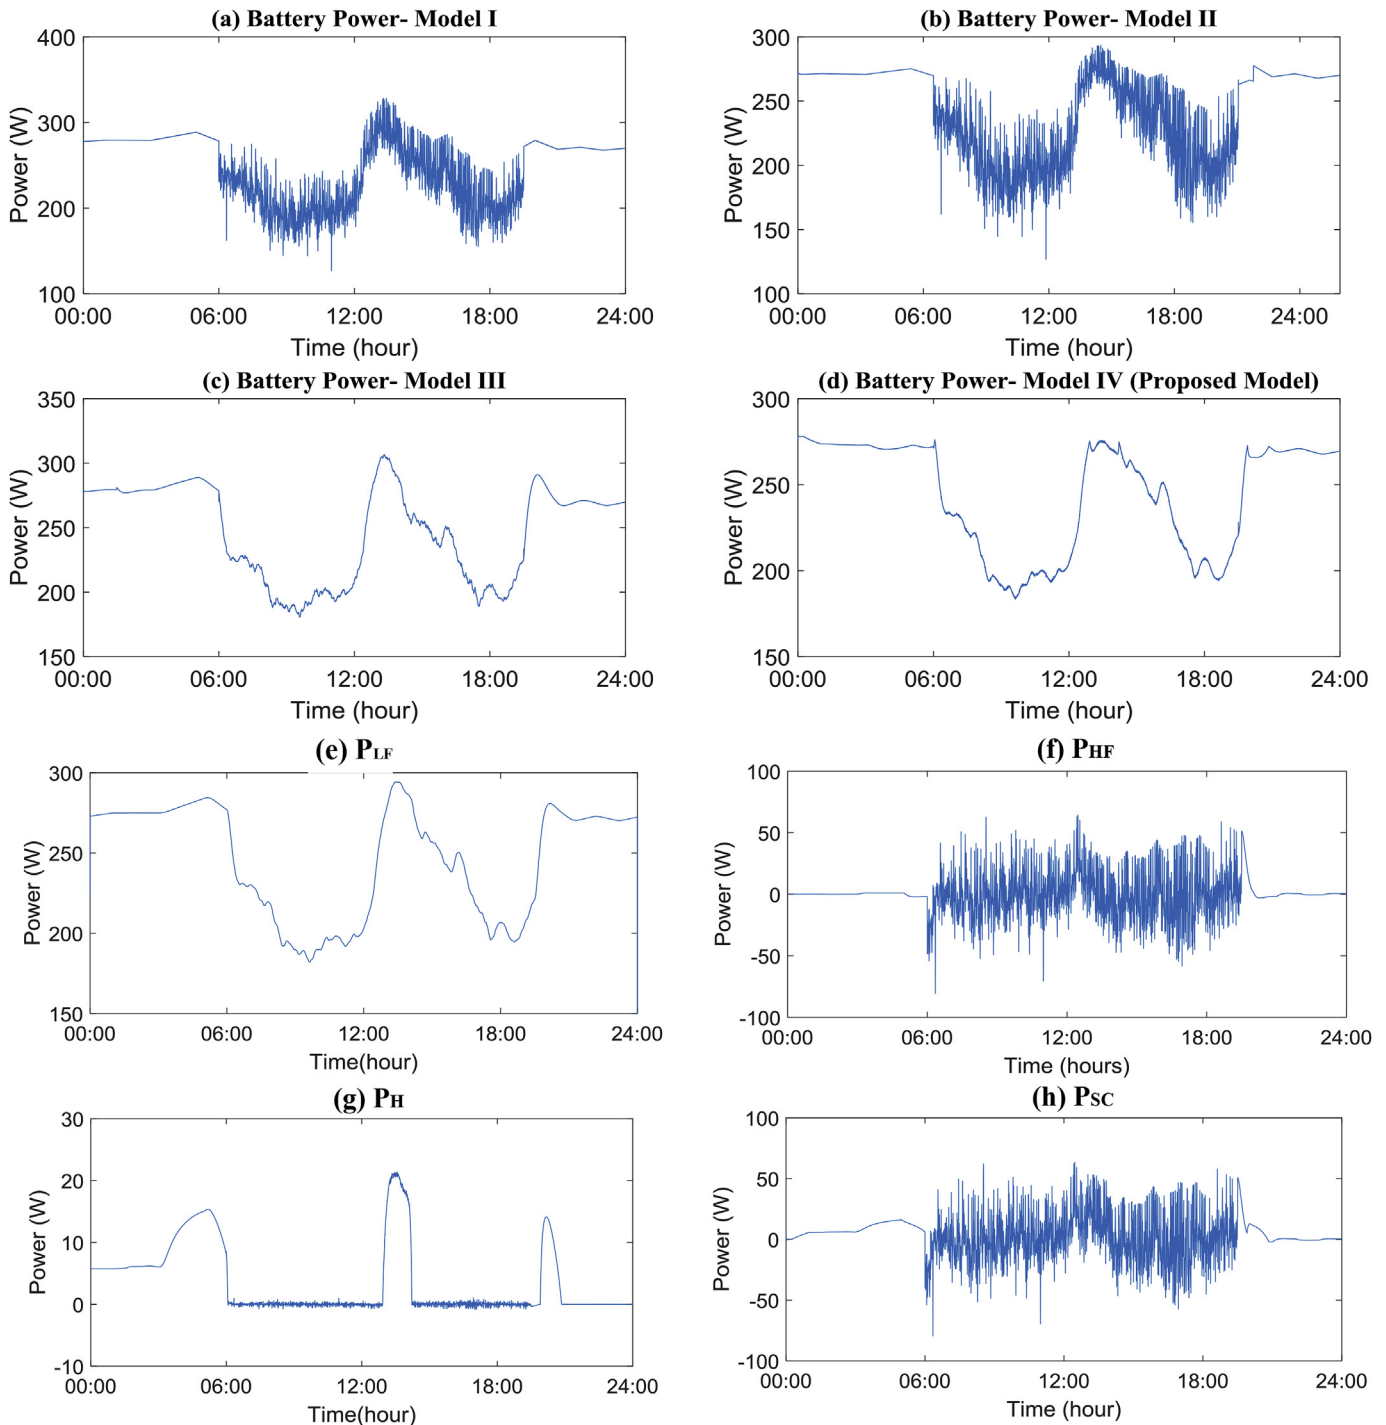 (a) Battery Power- Model I
400
300
200
100
Power (W)
00:00 06:00 12:00 18:00 24:00
Time (hour)
(b) Battery Power- Model II
300
250
200
150
100
Power (W)
00:00 06:00 12:00 18:00 24:00
Time (hour)
(c) Battery Power- Model III
350
300
250
200
150
Power (W)
00:00 06:00 12:00 18:00 24:00
Time (hour)
(d) Battery Power- Model IV (Proposed Model)
300
250
200
150
Power (W)
00:00 06:00 12:00 18:00 24:00
Time (hour)
(e) PLF
300
250
200
150
Power (W)
00:00 06:00 12:00 18:00 24:00
Time(hour)
(f) PHF
100
50
0
-50
-100
Power (W)
00:00 06:00 12:00 18:00 24:00
Time (hours)
(g) PH
30
20
10
0
-10
Power (W)
00:00 06:00 12:00 18:00 24:00
Time(hour)
(h) PSC
100
50
0
-50
-100
Power (W)
00:00 06:00 12:00 18:00 24:00
Time (hour)